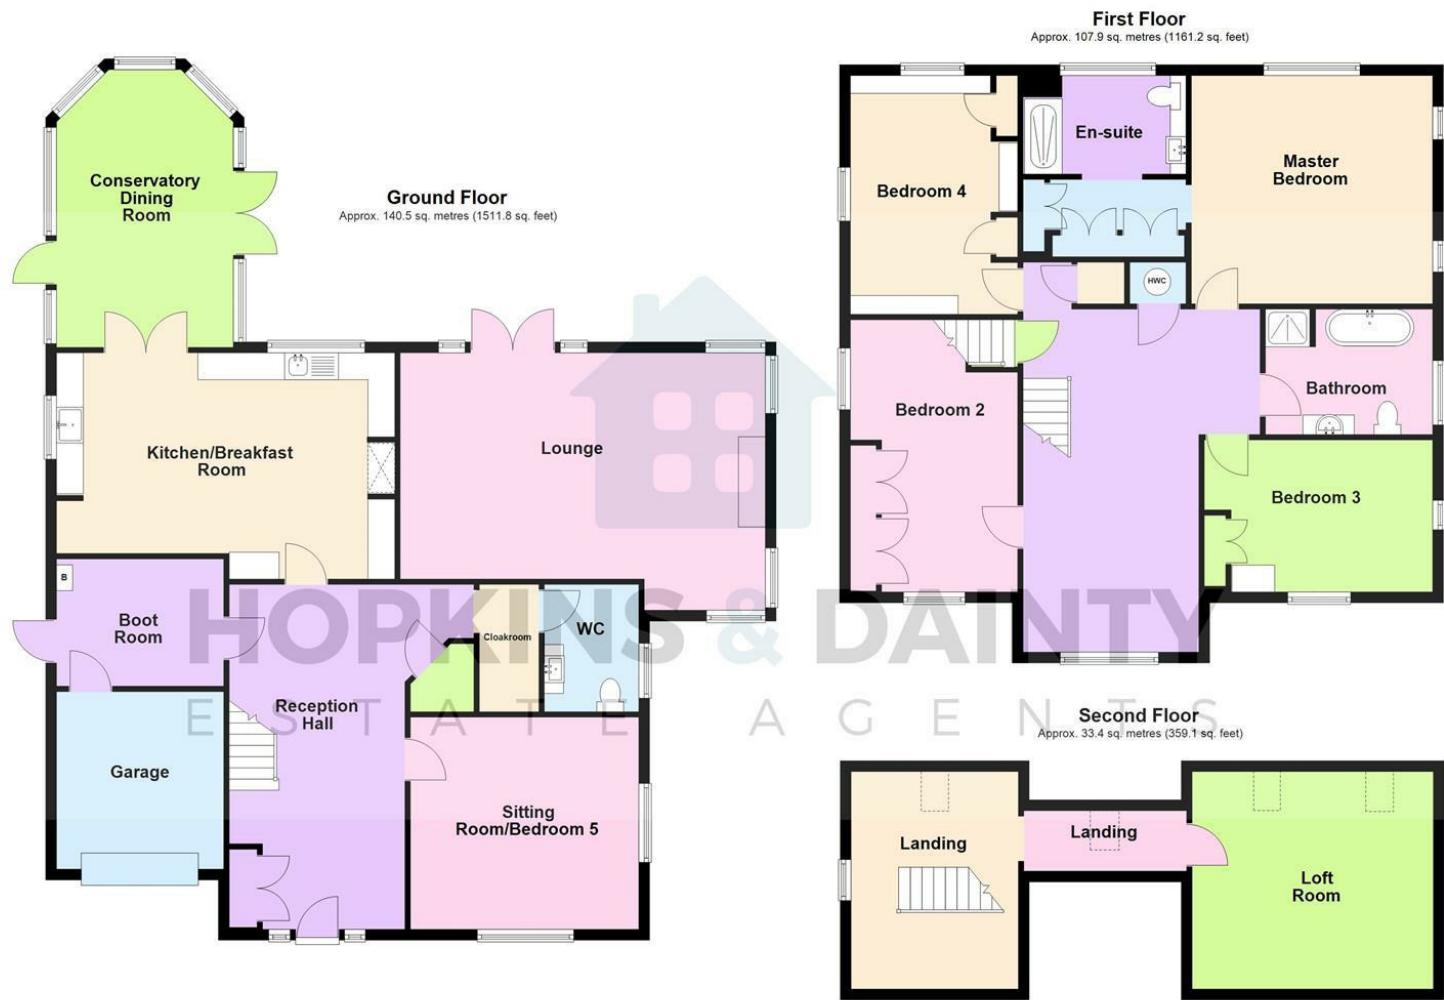 Ground Floor
Approx. 140.5 sq. metres (1511.8 sq. feet)
Conservatory
Dining
Room
Kitchen/Breakfast
Room
Lounge
B
Boot
Room
Cloakroom
WC
Reception
Hall
Garage
Sitting
Room/Bedroom 5
First Floor
Approx. 107.9 sq. metres (1161.2 sq. feet)
En-suite
Master
Bedroom
Bedroom 4
HWC
Bedroom 2
Bathroom
Bedroom 3
Second Floor
Approx. 33.4 sq. metres (359.1 sq. feet)
Landing
Landing
Loft
Room
HOPKINS & DAINTY
ESTATE AGENTS